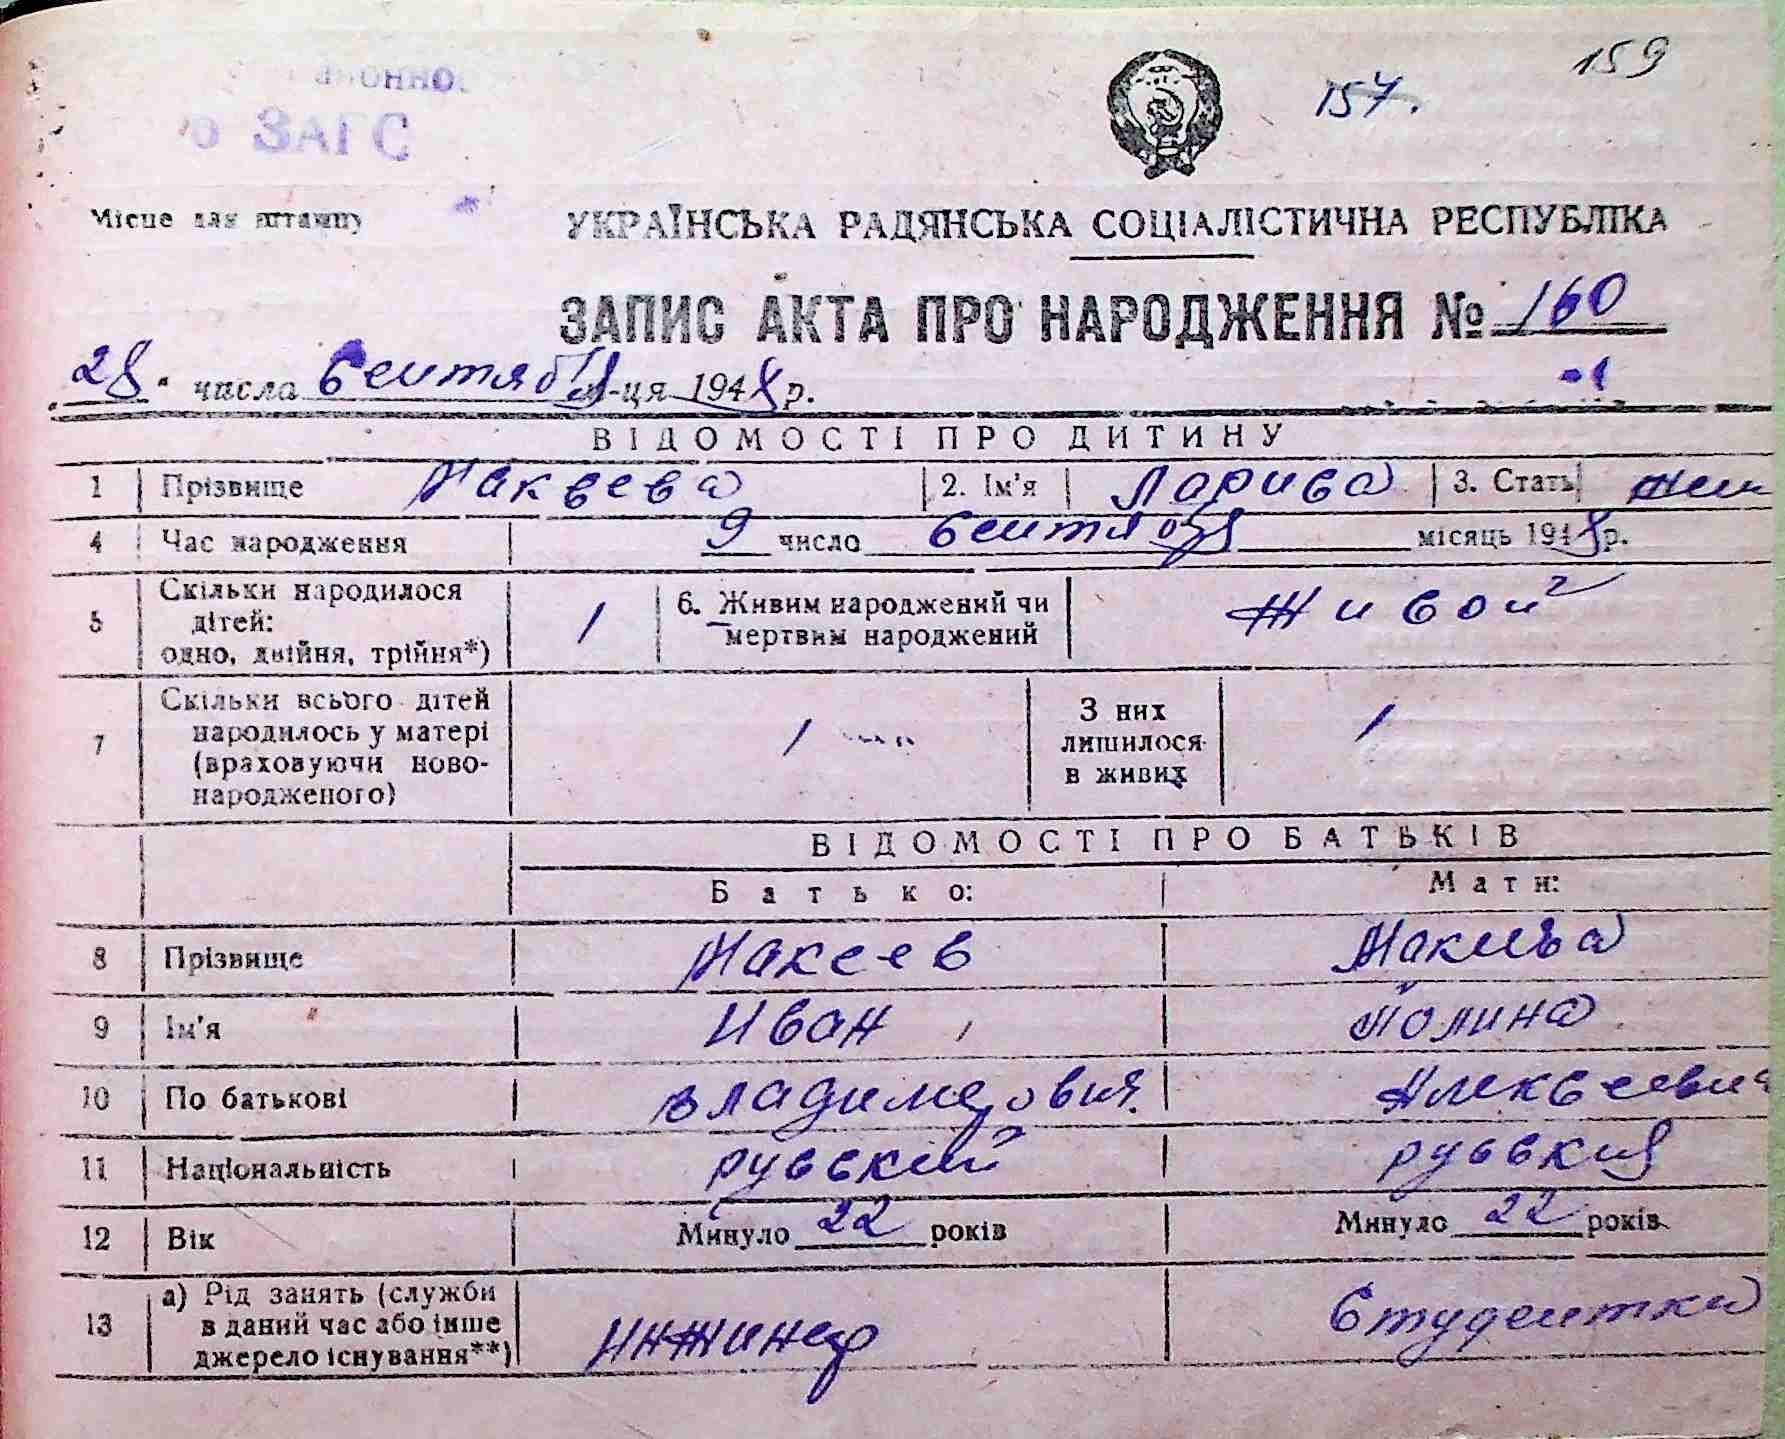 159
157.
ЗАГС
Місце для штампу
УКРАЇНСЬКА РАДЯНСЬКА СОЦІАЛІСТИЧНА РЕСПУБЛІКА
ЗАПИС АКТА ПРО НАРОДЖЕННЯ № 160
28 числа Сентября м-ця 1948 р.
ВІДОМОСТІ ПРО ДИТИНУ
1 Прізвище Макеева 2. Ім'я Лариса 3. Стать жен
4 Час народження 9 число Сентября місяць 1948 р.
5 Скільки народилося
дітей:
одно, двійня, трійня*) 1 6. Живим народжений чи
мертвим народжений Живой
7 Скільки всього дітей
народилось у матері
(враховуючи ново-
народженого) 1 З них
лишилося
в живих 1
ВІДОМОСТІ ПРО БАТЬКІВ
Батько: Мати:
8 Прізвище Макеев Макеева
9 Ім'я Иван Полина
10 По батькові Владимирович Алексеевна
11 Національність русский русская
12 Вік Минуло 22 років Минуло 22 років
13 а) Рід занять (служби
в даний час або інше
джерело існування**) Инжинер Студентка